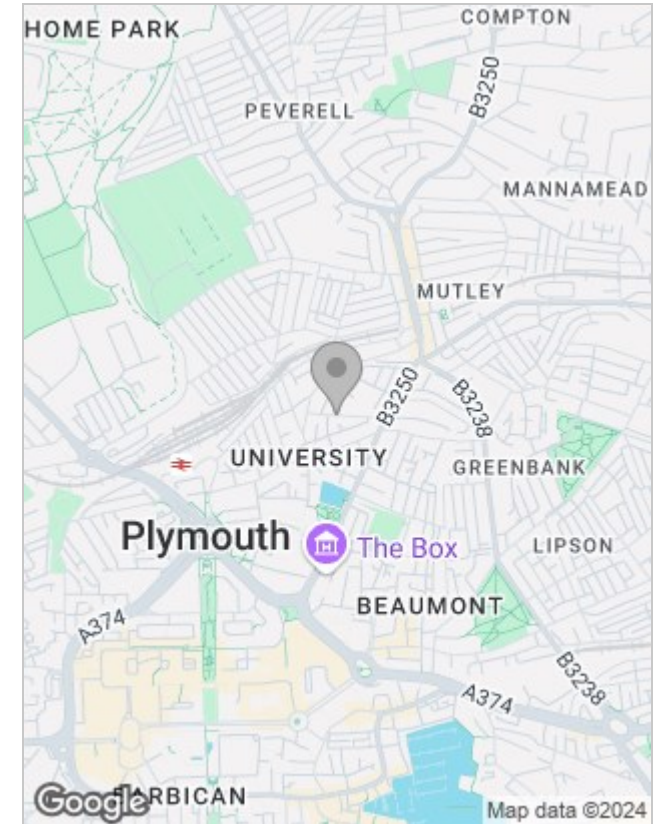 COMPTON
HOME PARK
B3250
PEVERELL
MANNAMEAD
MUTLEY
B3250
B3238
UNIVERSITY
GREENBANK
Plymouth
The Box
LIPSON
BEAUMONT
A374
B3238
A374
Google
ARBICAN
Map data ©2024